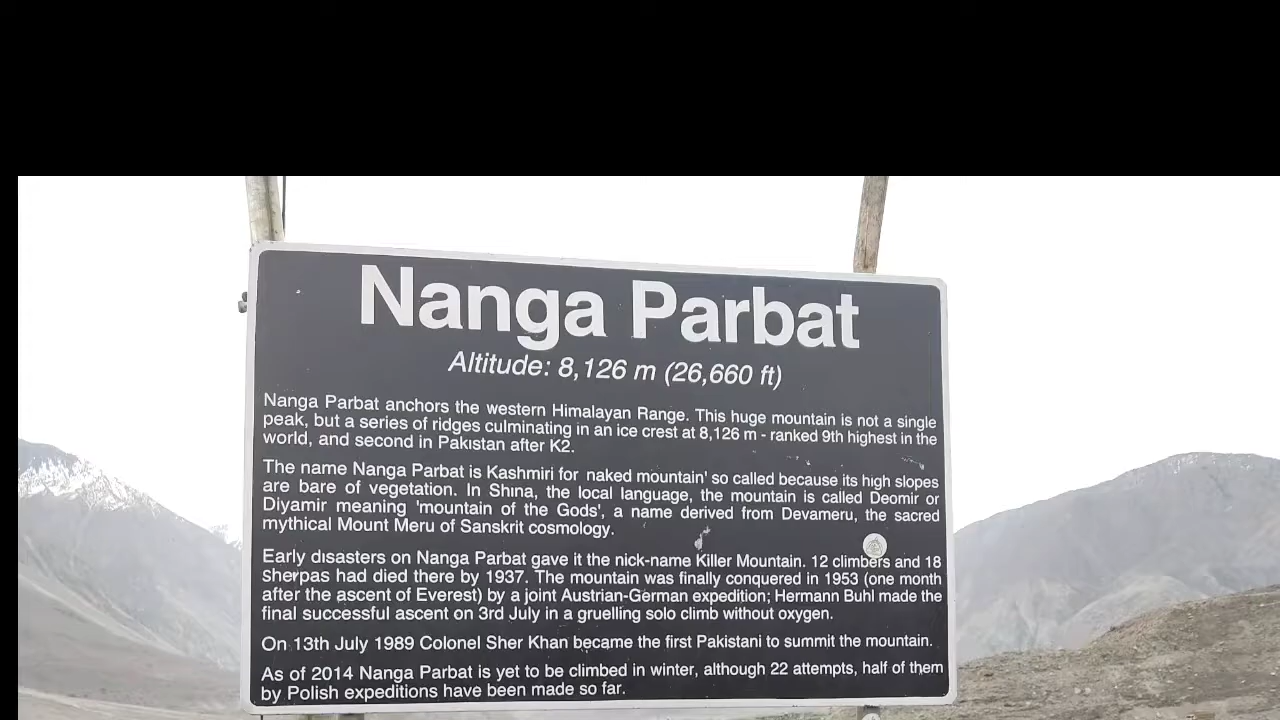 Nanga Parbat
Altitude: 8,126 m (26,660 ft)
Nanga Parbat anchors the western Himalayan Range. This huge mountain is not a single
peak, but a series of ridges culminating in an ice crest at 8,126 m - ranked 9th highest in the
world, and second in Pakistan after K2.
The name Nanga Parbat is Kashmiri for naked mountain' so called because its high slopes
are bare of vegetation. In Shina, the local language, the mountain is called Deomir or
Diyamir meaning 'mountain of the Gods', a name derived from Devameru, the sacred
mythical Mount Meru of Sanskrit cosmology.
Early disasters on Nanga Parbat gave it the nick-name Killer Mountain. 12 climbers and 18
Sherpas had died there by 1937. The mountain was finally conquered in 1953 (one month
after the ascent of Everest) by a joint Austrian-German expedition; Hermann Buhl made the
final successful ascent on 3rd July in a gruelling solo climb without oxygen.
On 13th July 1989 Colonel Sher Khan became the first Pakistani to summit the mountain.
As of 2014 Nanga Parbat is yet to be climbed in winter, although 22 attempts, half of them
by Polish expeditions have been made so far.